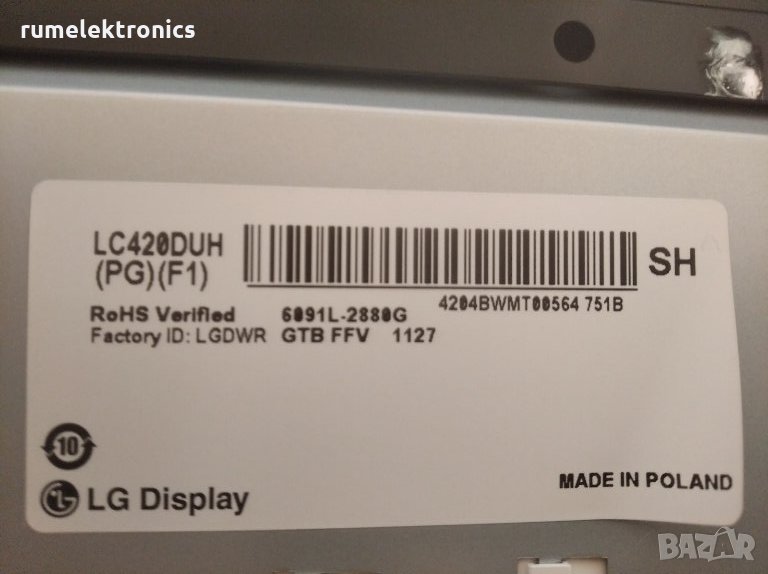 rumelektronics
LC420DUH
(PG)(F1)
SH
4204BWMT00564 751B
RoHS Verified 6091L-2880G
Factory ID: LGDWR GTB FFV 1127
10
LG Display
MADE IN POLAND
BAZAR